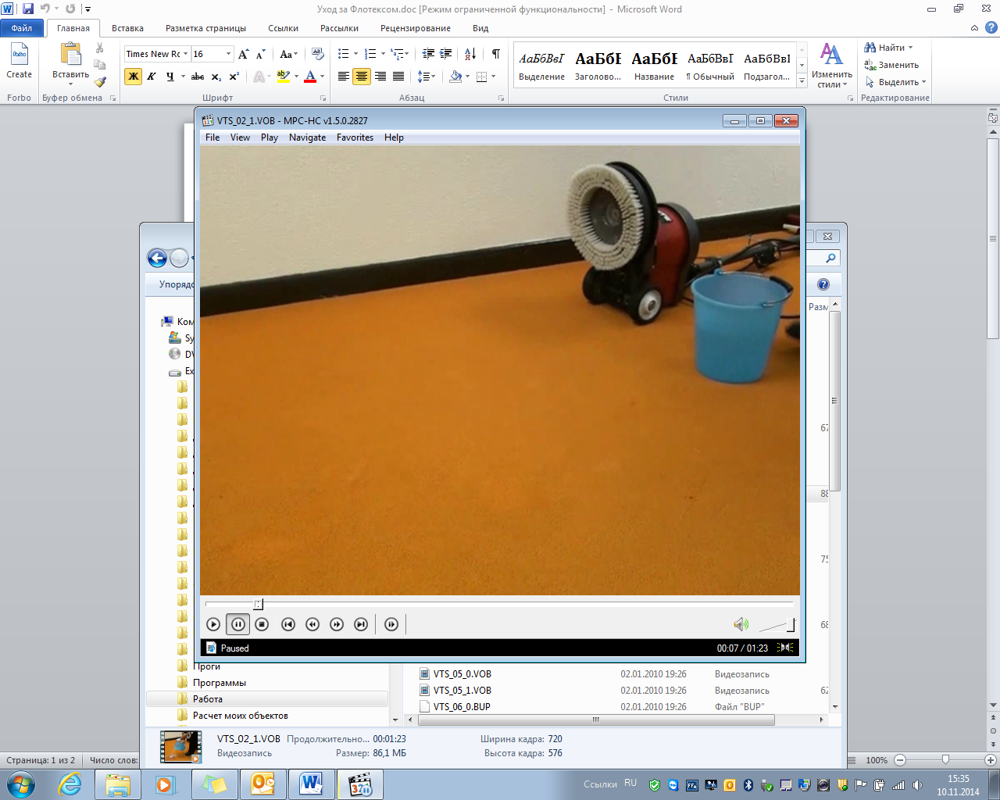 Уход за Флотексом.doc [Режим ограниченной функциональности] - Microsoft Word
Файл Главная Вставка Разметка страницы Ссылки Рассылки Рецензирование Вид
Times New Rc 16 Aa
Create Вставить Ж К Ч abc x₂ x² А
АаБбВвІ АаБбЕ АаБбЕ АаБбВвІ АаБбВвІ
Выделение Заголово... Название ¶ Обычный Подзагол...
Изменить стили
Найти
Заменить
Выделить
Forbo Буфер обмена Шрифт Абзац Стили Редактирование
VTS_02_1.VOB - MPC-HC v1.5.0.2827
File View Play Navigate Favorites Help
Упорядо
Разм
Ком
Sy
DV
Ex
67
88
75
68
Paused 00:07 / 01:23
Проги
Программы
Работа
Расчет моих объектов
VTS_05_0.VOB 02.01.2010 19:26 Видеозапись
VTS_05_1.VOB 02.01.2010 19:26 Видеозапись 62
VTS_06_0.BUP 02.01.2010 19:26 Файл "BUP"
VTS_02_1.VOB Продолжительно... 00:01:23 Ширина кадра: 720
Видеозапись Размер: 86,1 МБ Высота кадра: 576
Страница: 1 из 2 Число слов: 100%
Ссылки RU 15:35
10.11.2014